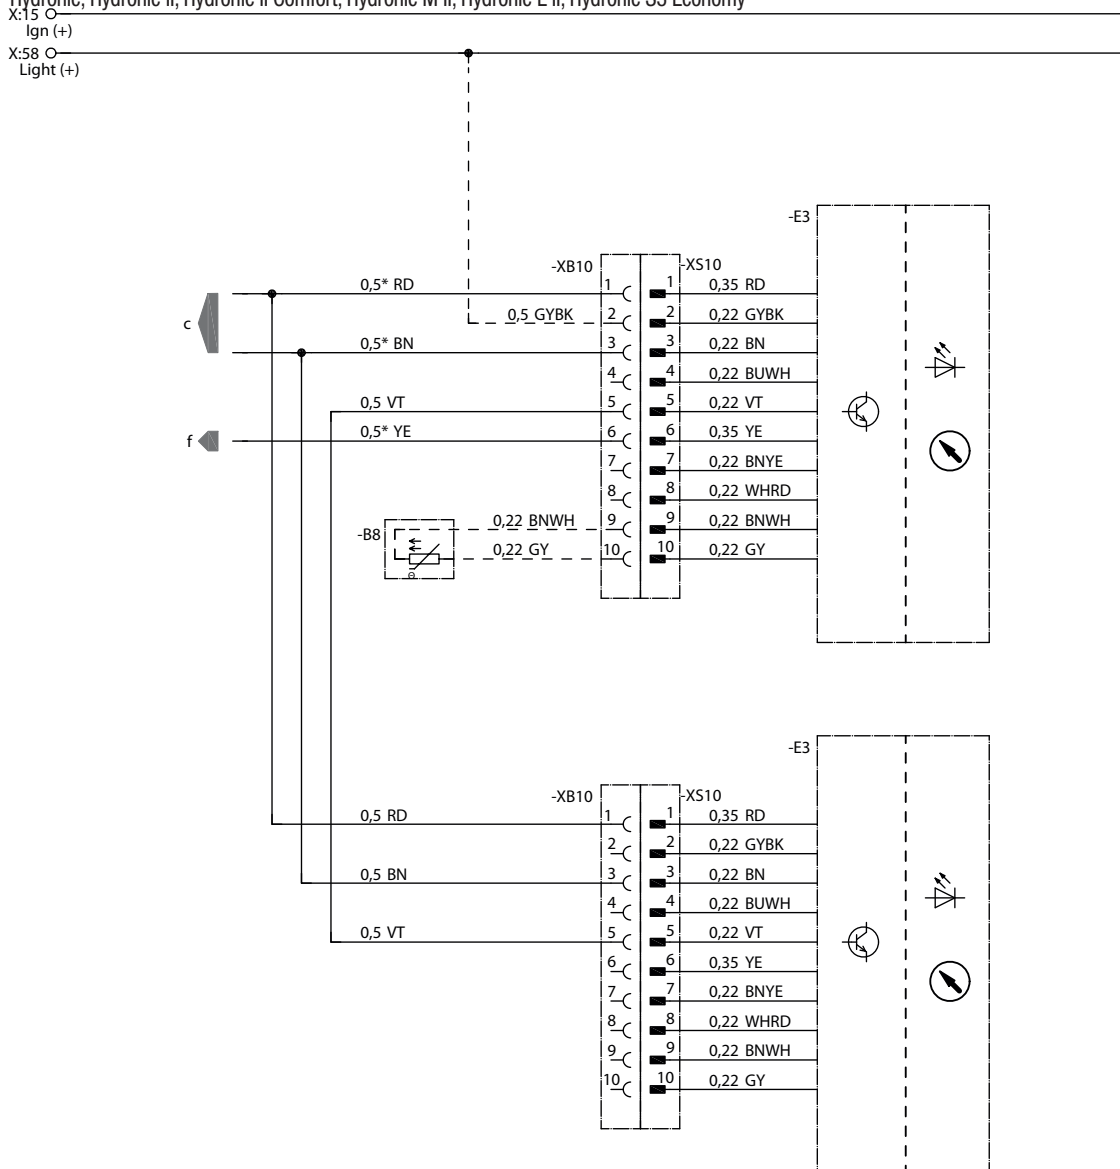 Hydronic, Hydronic II, Hydronic II Comfort, Hydronic M II, Hydronic L II, Hydronic S3 Economy
X:15
Ign (+)
X:58
Light (+)
-E3
-XB10
-XS10
0,5* RD 1 1 0,35 RD
0,5 GYBK 2 2 0,22 GYBK
c
0,5* BN 3 3 0,22 BN
4 4 0,22 BUWH
0,5 VT 5 5 0,22 VT
f 0,5* YE 6 6 0,35 YE
7 7 0,22 BNYE
8 8 0,22 WHRD
-B8 0,22 BNWH 9 9 0,22 BNWH
0,22 GY 10 10 0,22 GY
Θ
-E3
-XB10
-XS10
0,5 RD 1 1 0,35 RD
2 2 0,22 GYBK
0,5 BN 3 3 0,22 BN
4 4 0,22 BUWH
0,5 VT 5 5 0,22 VT
6 6 0,35 YE
7 7 0,22 BNYE
8 8 0,22 WHRD
9 9 0,22 BNWH
10 10 0,22 GY